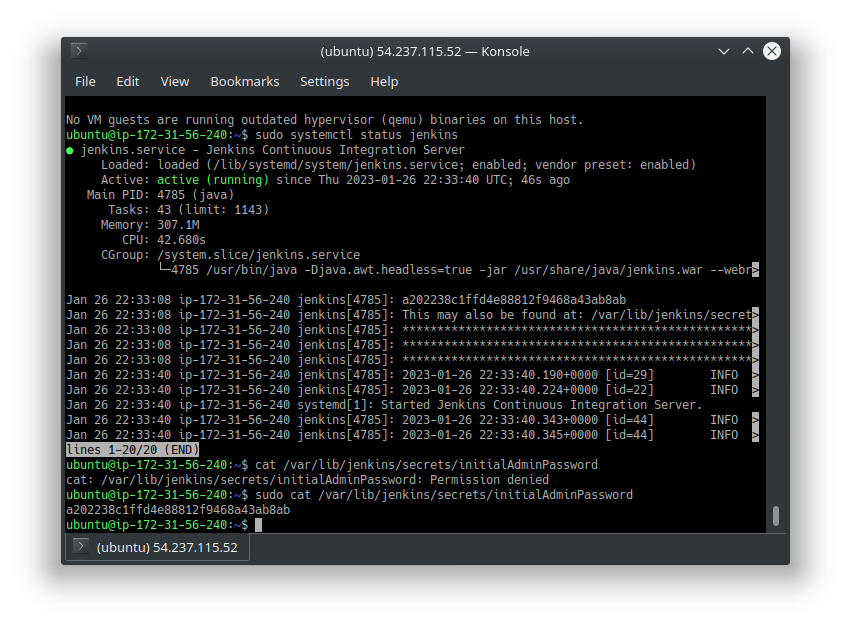 (ubuntu) 54.237.115.52 — Konsole
File Edit View Bookmarks Settings Help
No VM guests are running outdated hypervisor (qemu) binaries on this host.
ubuntu@ip-172-31-56-240:~$ sudo systemctl status jenkins
● jenkins.service - Jenkins Continuous Integration Server
Loaded: loaded (/lib/systemd/system/jenkins.service; enabled; vendor preset: enabled)
Active: active (running) since Thu 2023-01-26 22:33:40 UTC; 46s ago
Main PID: 4785 (java)
Tasks: 43 (limit: 1143)
Memory: 307.1M
CPU: 42.680s
CGroup: /system.slice/jenkins.service
└─4785 /usr/bin/java -Djava.awt.headless=true -jar /usr/share/java/jenkins.war --webr>
Jan 26 22:33:08 ip-172-31-56-240 jenkins[4785]: a202238c1ffd4e88812f9468a43ab8ab
Jan 26 22:33:08 ip-172-31-56-240 jenkins[4785]: This may also be found at: /var/lib/jenkins/secret>
Jan 26 22:33:08 ip-172-31-56-240 jenkins[4785]: **************************************************>
Jan 26 22:33:08 ip-172-31-56-240 jenkins[4785]: **************************************************>
Jan 26 22:33:08 ip-172-31-56-240 jenkins[4785]: **************************************************>
Jan 26 22:33:40 ip-172-31-56-240 jenkins[4785]: 2023-01-26 22:33:40.190+0000 [id=29]        INFO  >
Jan 26 22:33:40 ip-172-31-56-240 jenkins[4785]: 2023-01-26 22:33:40.224+0000 [id=22]        INFO  >
Jan 26 22:33:40 ip-172-31-56-240 systemd[1]: Started Jenkins Continuous Integration Server.
Jan 26 22:33:40 ip-172-31-56-240 jenkins[4785]: 2023-01-26 22:33:40.343+0000 [id=44]        INFO  >
Jan 26 22:33:40 ip-172-31-56-240 jenkins[4785]: 2023-01-26 22:33:40.345+0000 [id=44]        INFO  >
lines 1-20/20 (END)
ubuntu@ip-172-31-56-240:~$ cat /var/lib/jenkins/secrets/initialAdminPassword
cat: /var/lib/jenkins/secrets/initialAdminPassword: Permission denied
ubuntu@ip-172-31-56-240:~$ sudo cat /var/lib/jenkins/secrets/initialAdminPassword
a202238c1ffd4e88812f9468a43ab8ab
ubuntu@ip-172-31-56-240:~$
(ubuntu) 54.237.115.52